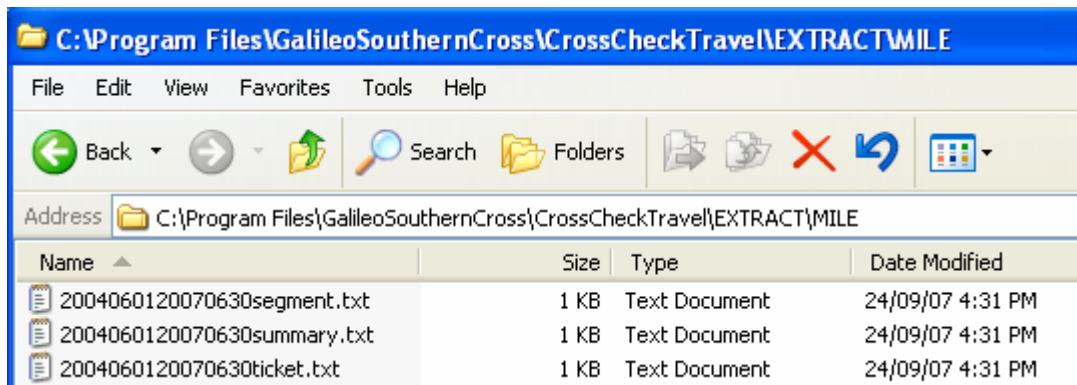 C:\Program Files\GalileoSouthernCross\CrossCheckTravel\EXTRACT\MILE
File Edit View Favorites Tools Help
Back Search Folders
Address C:\Program Files\GalileoSouthernCross\CrossCheckTravel\EXTRACT\MILE
Name Size Type Date Modified
2004060120070630segment.txt 1 KB Text Document 24/09/07 4:31 PM
2004060120070630summary.txt 1 KB Text Document 24/09/07 4:31 PM
2004060120070630ticket.txt 1 KB Text Document 24/09/07 4:31 PM